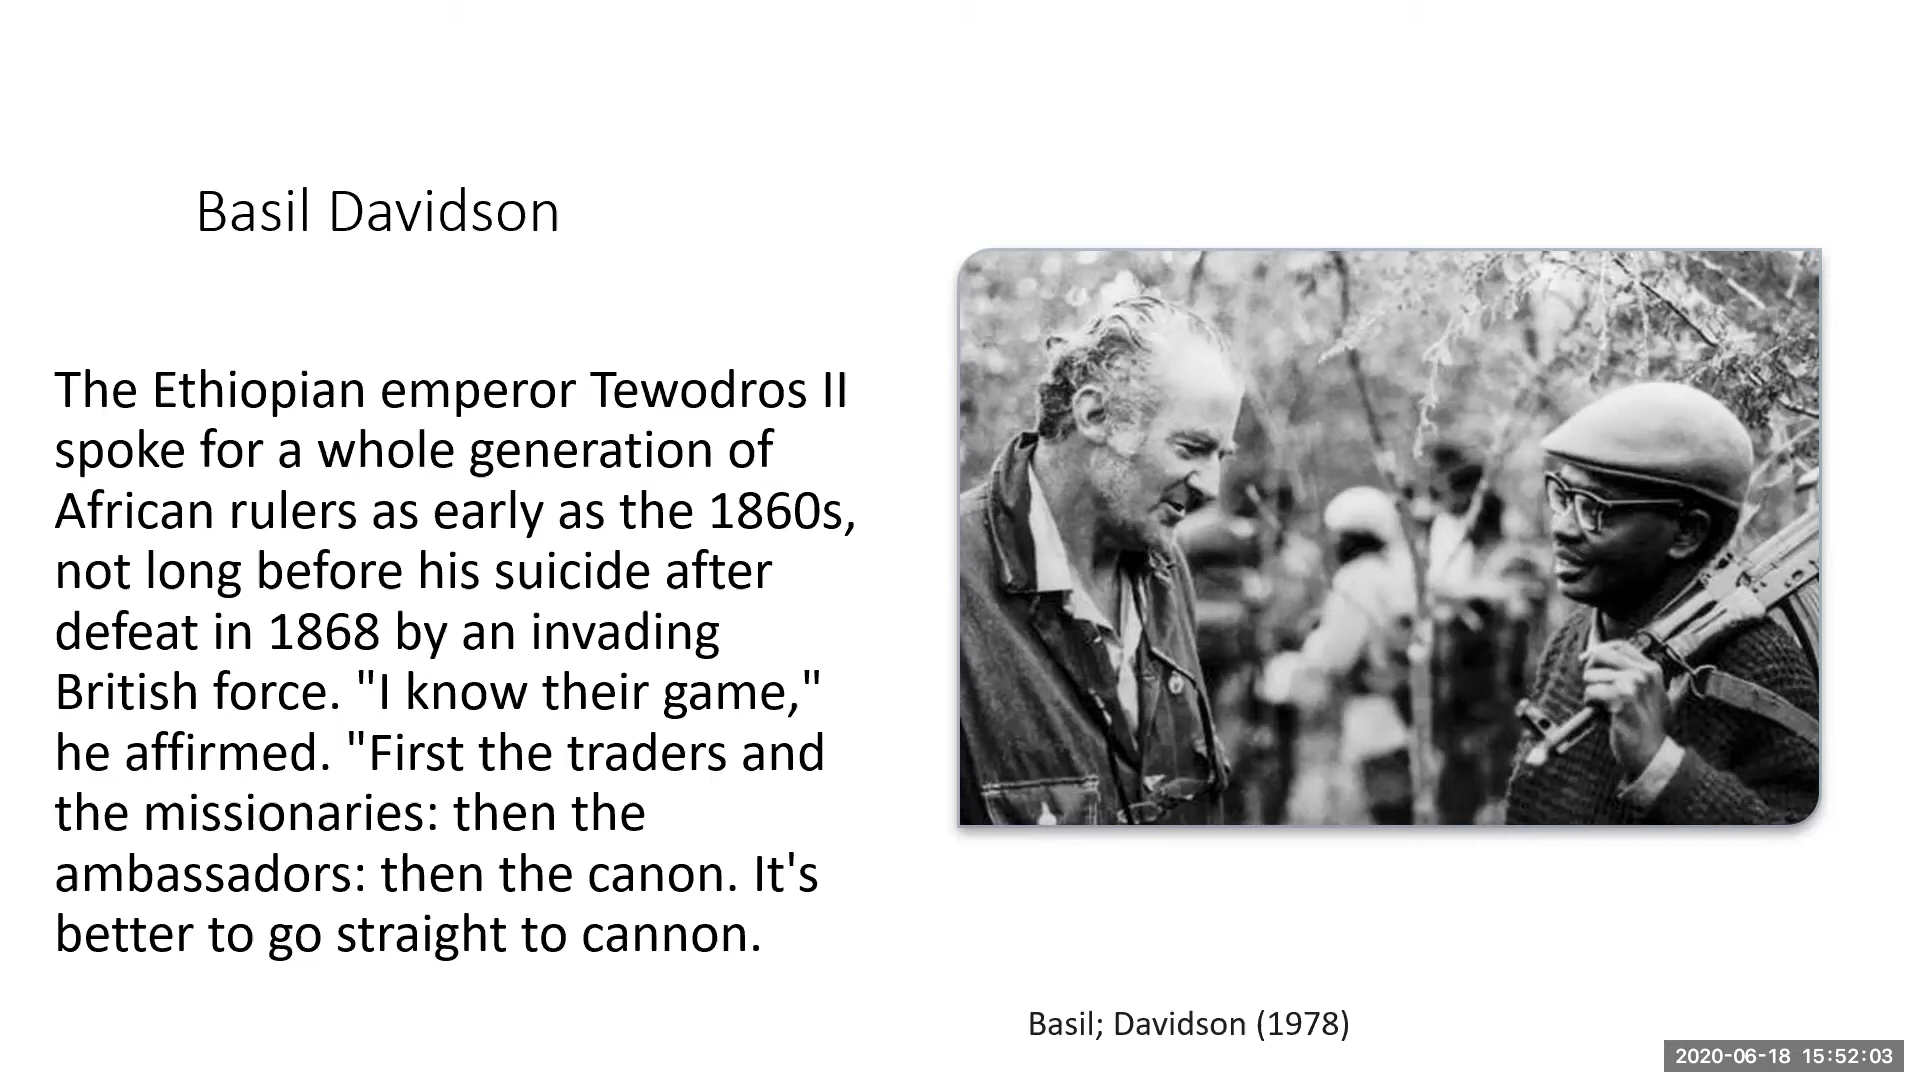 Basil Davidson
The Ethiopian emperor Tewodros II
spoke for a whole generation of
African rulers as early as the 1860s,
not long before his suicide after
defeat in 1868 by an invading
British force. "I know their game,"
he affirmed. "First the traders and
the missionaries: then the
ambassadors: then the canon. It's
better to go straight to cannon.
Basil; Davidson (1978)
2020-06-18 15:52:03